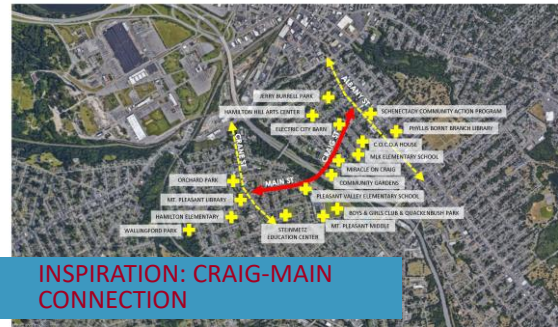 ALBANY ST
JERRY BURRELL PARK
HAMILTON HILL ARTS CENTER
SCHENECTADY COMMUNITY ACTION PROGRAM
ELECTRIC CITY BARN
PHYLLIS BORNT BRANCH LIBRARY
CRANE ST
CRAIG ST
C.O.C.O.A HOUSE
MLK ELEMENTARY SCHOOL
MIRACLE ON CRAIG
ORCHARD PARK
MAIN ST
COMMUNITY GARDENS
MT. PLEASANT LIBRARY
PLEASANT VALLEY ELEMENTARY SCHOOL
HAMILTON ELEMENTARY
BOYS & GIRLS CLUB & QUACKENBUSH PARK
WALLINGFORD PARK
STEINMETZ
EDUCATION CENTER
MT. PLEASANT MIDDLE
INSPIRATION: CRAIG-MAIN
CONNECTION